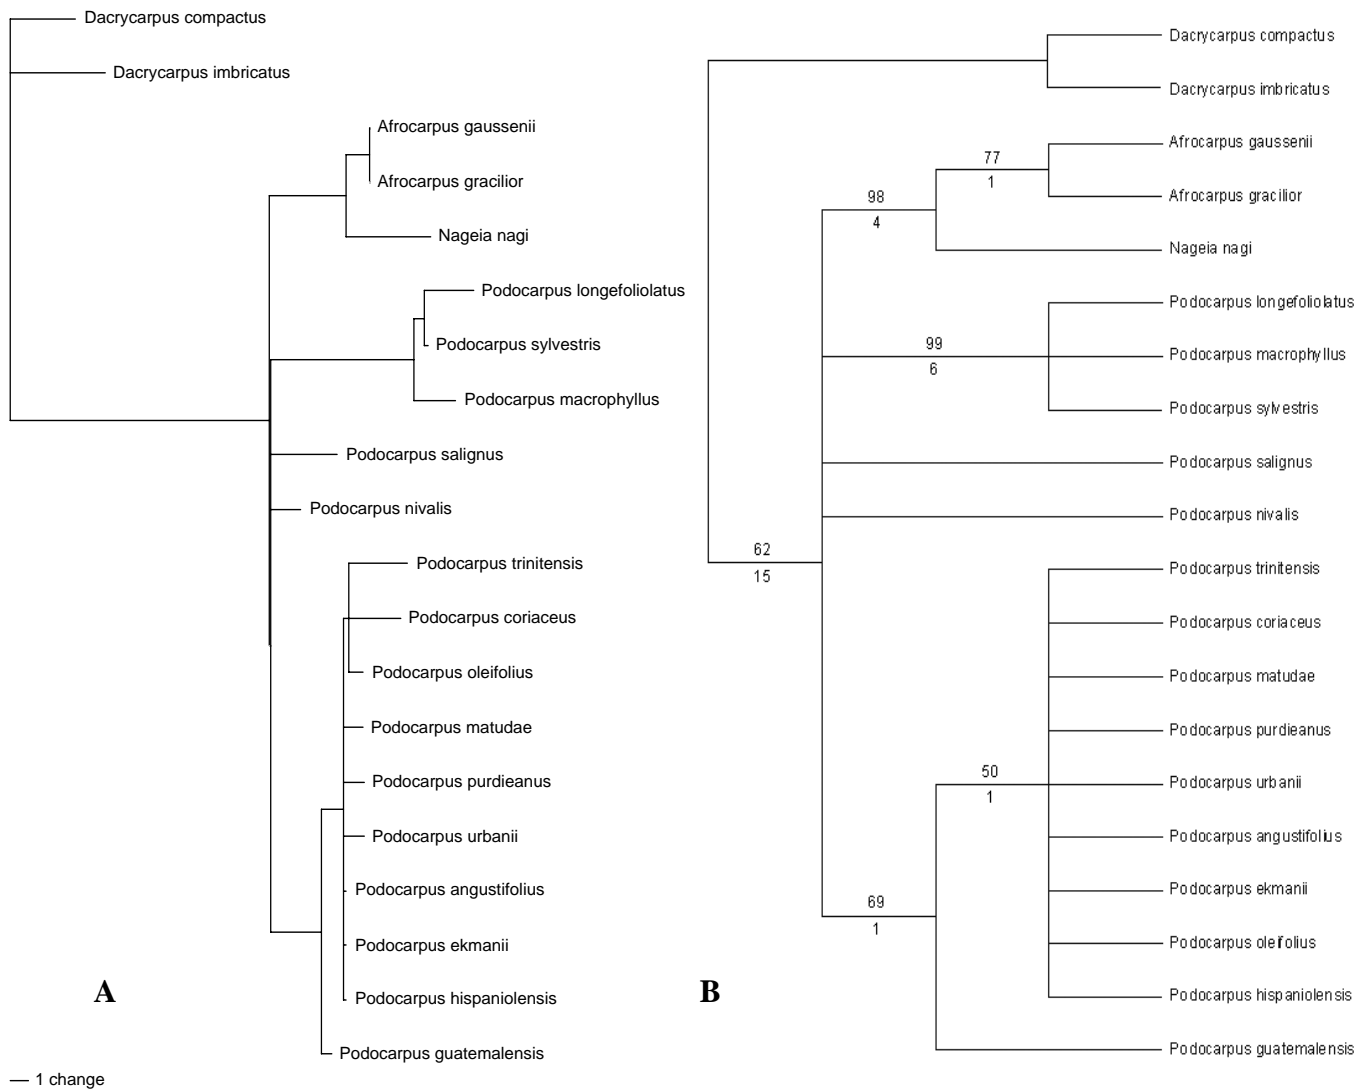 Dacrycarpus compactus
Dacrycarpus imbricatus
Afrocarpus gaussenii
Afrocarpus gracilior
Nageia nagi
Podocarpus longefoliolatus
Podocarpus sylvestris
Podocarpus macrophyllus
Podocarpus salignus
Podocarpus nivalis
Podocarpus trinitensis
Podocarpus coriaceus
Podocarpus oleifolius
Podocarpus matudae
Podocarpus purdieanus
Podocarpus urbanii
Podocarpus angustifolius
Podocarpus ekmanii
Podocarpus hispaniolensis
Podocarpus guatemalensis
A
1 change
Dacrycarpus compactus
Dacrycarpus imbricatus
Afrocarpus gaussenii
77
1
Afrocarpus gracilior
98
4
Nageia nagi
Podocarpus longefoliolatus
99
6
Podocarpus macrophyllus
Podocarpus sylvestris
Podocarpus salignus
Podocarpus nivalis
62
15
Podocarpus trinitensis
Podocarpus coriaceus
Podocarpus matudae
Podocarpus purdieanus
50
1
Podocarpus urbanii
Podocarpus angustifolius
Podocarpus ekmanii
69
1
Podocarpus oleifolius
Podocarpus hispaniolensis
Podocarpus guatemalensis
B